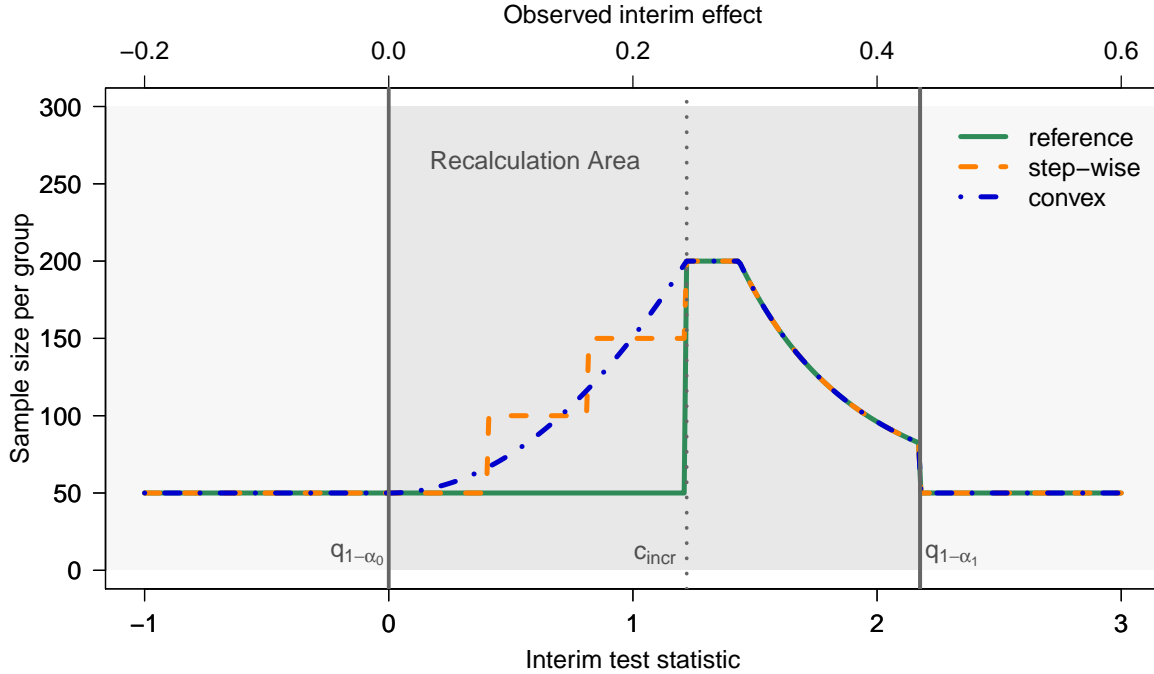 Observed interim effect
−0.2 0.0 0.2 0.4 0.6
300
250
200
150
100
50
0
Sample size per group
Recalculation Area
reference
step−wise
convex
q1−α0
cincr
q1−α1
−1 0 1 2 3
Interim test statistic